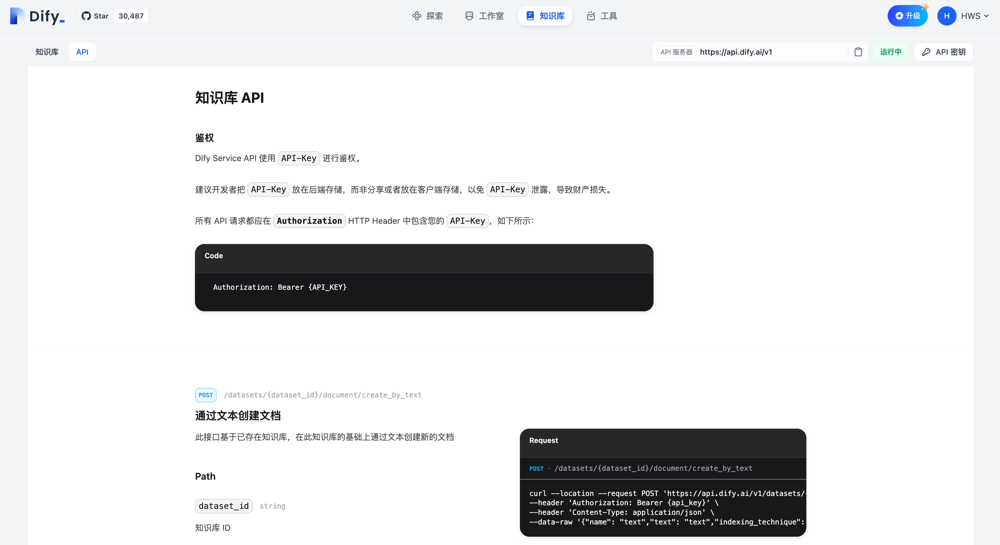 Dify_
Star 30,487
探索 工作室 知识库 工具
升级
H HWS
知识库 API
API 服务器 https://api.dify.ai/v1
运行中 API 密钥
知识库 API
鉴权
Dify Service API 使用 API-Key 进行鉴权。
建议开发者把 API-Key 放在后端存储，而非分享或者放在客户端存储，以免 API-Key 泄露，导致财产损失。
所有 API 请求都应在 Authorization HTTP Header 中包含您的 API-Key，如下所示：
Code
Authorization: Bearer {API_KEY}
POST /datasets/{dataset_id}/document/create_by_text
通过文本创建文档
此接口基于已存在知识库，在此知识库的基础上通过文本创建新的文档
Path
dataset_id string
知识库 ID
Request
POST · /datasets/{dataset_id}/document/create_by_text
curl --location --request POST 'https://api.dify.ai/v1/datasets/
--header 'Authorization: Bearer {api_key}' \
--header 'Content-Type: application/json' \
--data-raw '{"name": "text","text": "text","indexing_technique":